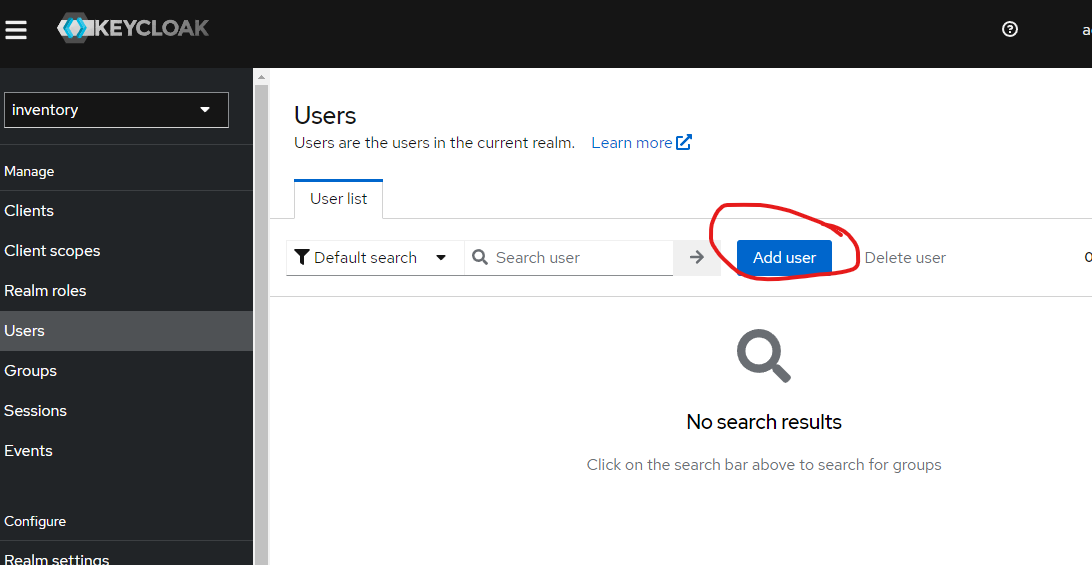 KEYCLOAK
inventory
Manage
Clients
Client scopes
Realm roles
Users
Groups
Sessions
Events
Configure
Realm settings
Users
Users are the users in the current realm. Learn more
User list
Default search Search user Add user Delete user
No search results
Click on the search bar above to search for groups